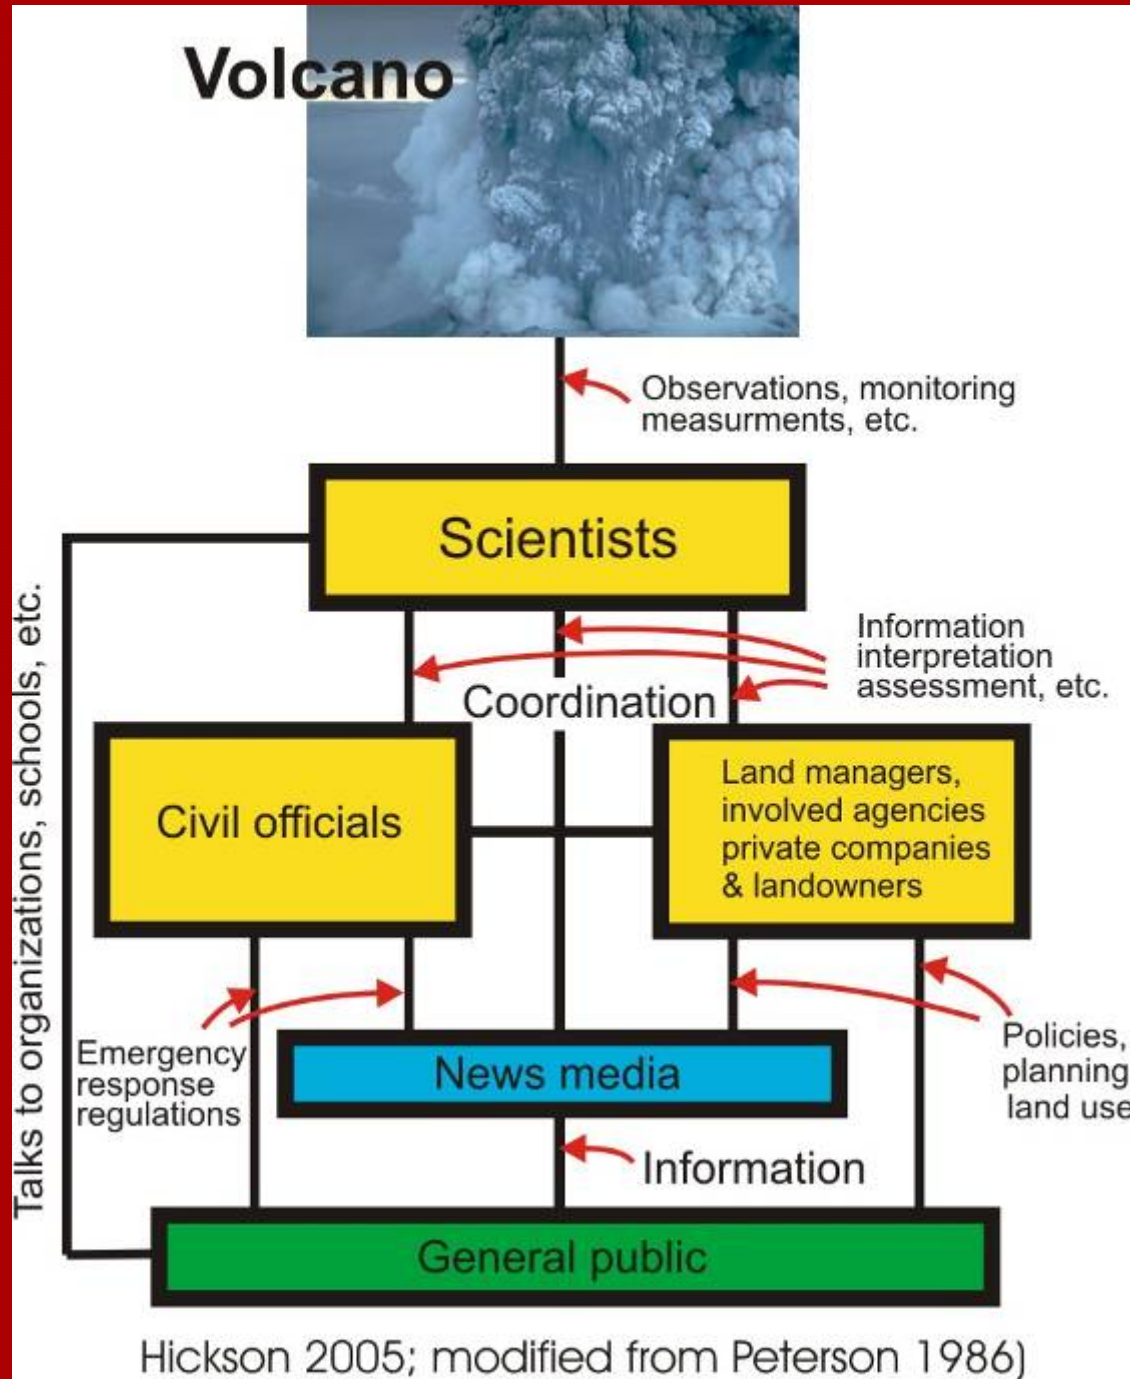 Volcano
Observations, monitoring
measurments, etc.
Scientists
Talks to organizations, schools, etc.
Information
interpretation
assessment, etc.
Coordination
Civil officials
Land managers,
involved agencies
private companies
& landowners
Emergency
response
regulations
Policies,
planning
land use
News media
Information
General public
Hickson 2005; modified from Peterson 1986)